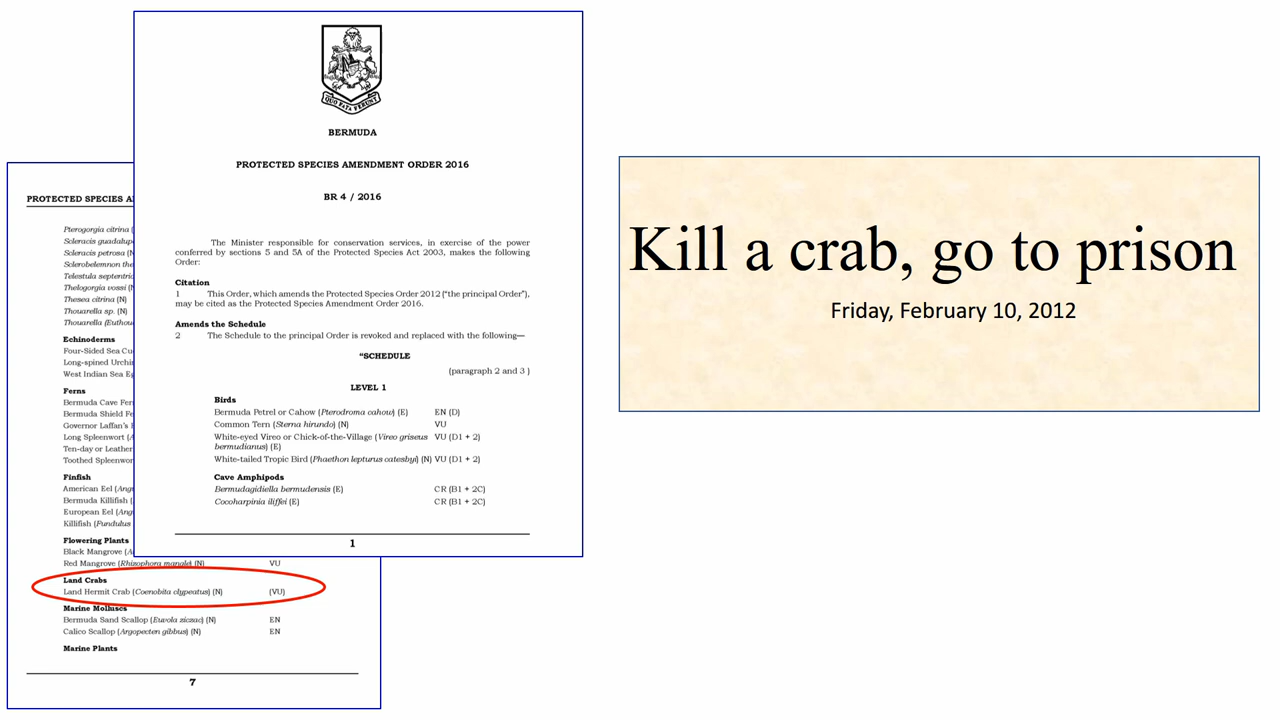 QUO FATA FERUNT
BERMUDA
PROTECTED SPECIES AMENDMENT ORDER 2016
BR 4 / 2016
The Minister responsible for conservation services, in exercise of the power
conferred by sections 5 and 5A of the Protected Species Act 2003, makes the following
Order:
Citation
1 This Order, which amends the Protected Species Order 2012 (“the principal Order”),
may be cited as the Protected Species Amendment Order 2016.
Amends the Schedule
2 The Schedule to the principal Order is revoked and replaced with the following—
“SCHEDULE
(paragraph 2 and 3 )
LEVEL 1
Birds
Bermuda Petrel or Cahow (Pterodroma cahow) (E) EN (D)
Common Tern (Sterna hirundo) (N) VU
White-eyed Vireo or Chick-of-the-Village (Vireo griseus VU (D1 + 2)
bermudianus) (E)
White-tailed Tropic Bird (Phaethon lepturus catesbyi) (N) VU (D1 + 2)
Cave Amphipods
Bermudagidiella bermudensis (E) CR (B1 + 2C)
Cocoharpinia iliffei (E) CR (B1 + 2C)
1
PROTECTED SPECIES A
Pterogorgia citrina (
Scleracis guadalup
Scleracis petrosa (N
Sclerobelemnon the
Telestula septentric
Thelogorgia vossi (N
Thesea citrina (N)
Thouarella sp. (N)
Thouarella (Euthou
Echinoderms
Four-Sided Sea Cu
Long-spined Urchi
West Indian Sea Eg
Ferns
Bermuda Cave Fer
Bermuda Shield Fe
Governor Laffan's
Long Spleenwort (
Ten-day or Leather
Toothed Spleenwor
Finfish
American Eel (Ang
Bermuda Killifish (
European Eel (Ang
Killifish (Fundulus
Flowering Plants
Black Mangrove (A
Red Mangrove (Rhizophora mangle) (N) VU
Land Crabs
Land Hermit Crab (Coenobita clypeatus) (N) (VU)
Marine Molluscs
Bermuda Sand Scallop (Euvola ziczac) (N) EN
Calico Scallop (Argopecten gibbus) (N) EN
Marine Plants
7
Kill a crab, go to prison
Friday, February 10, 2012